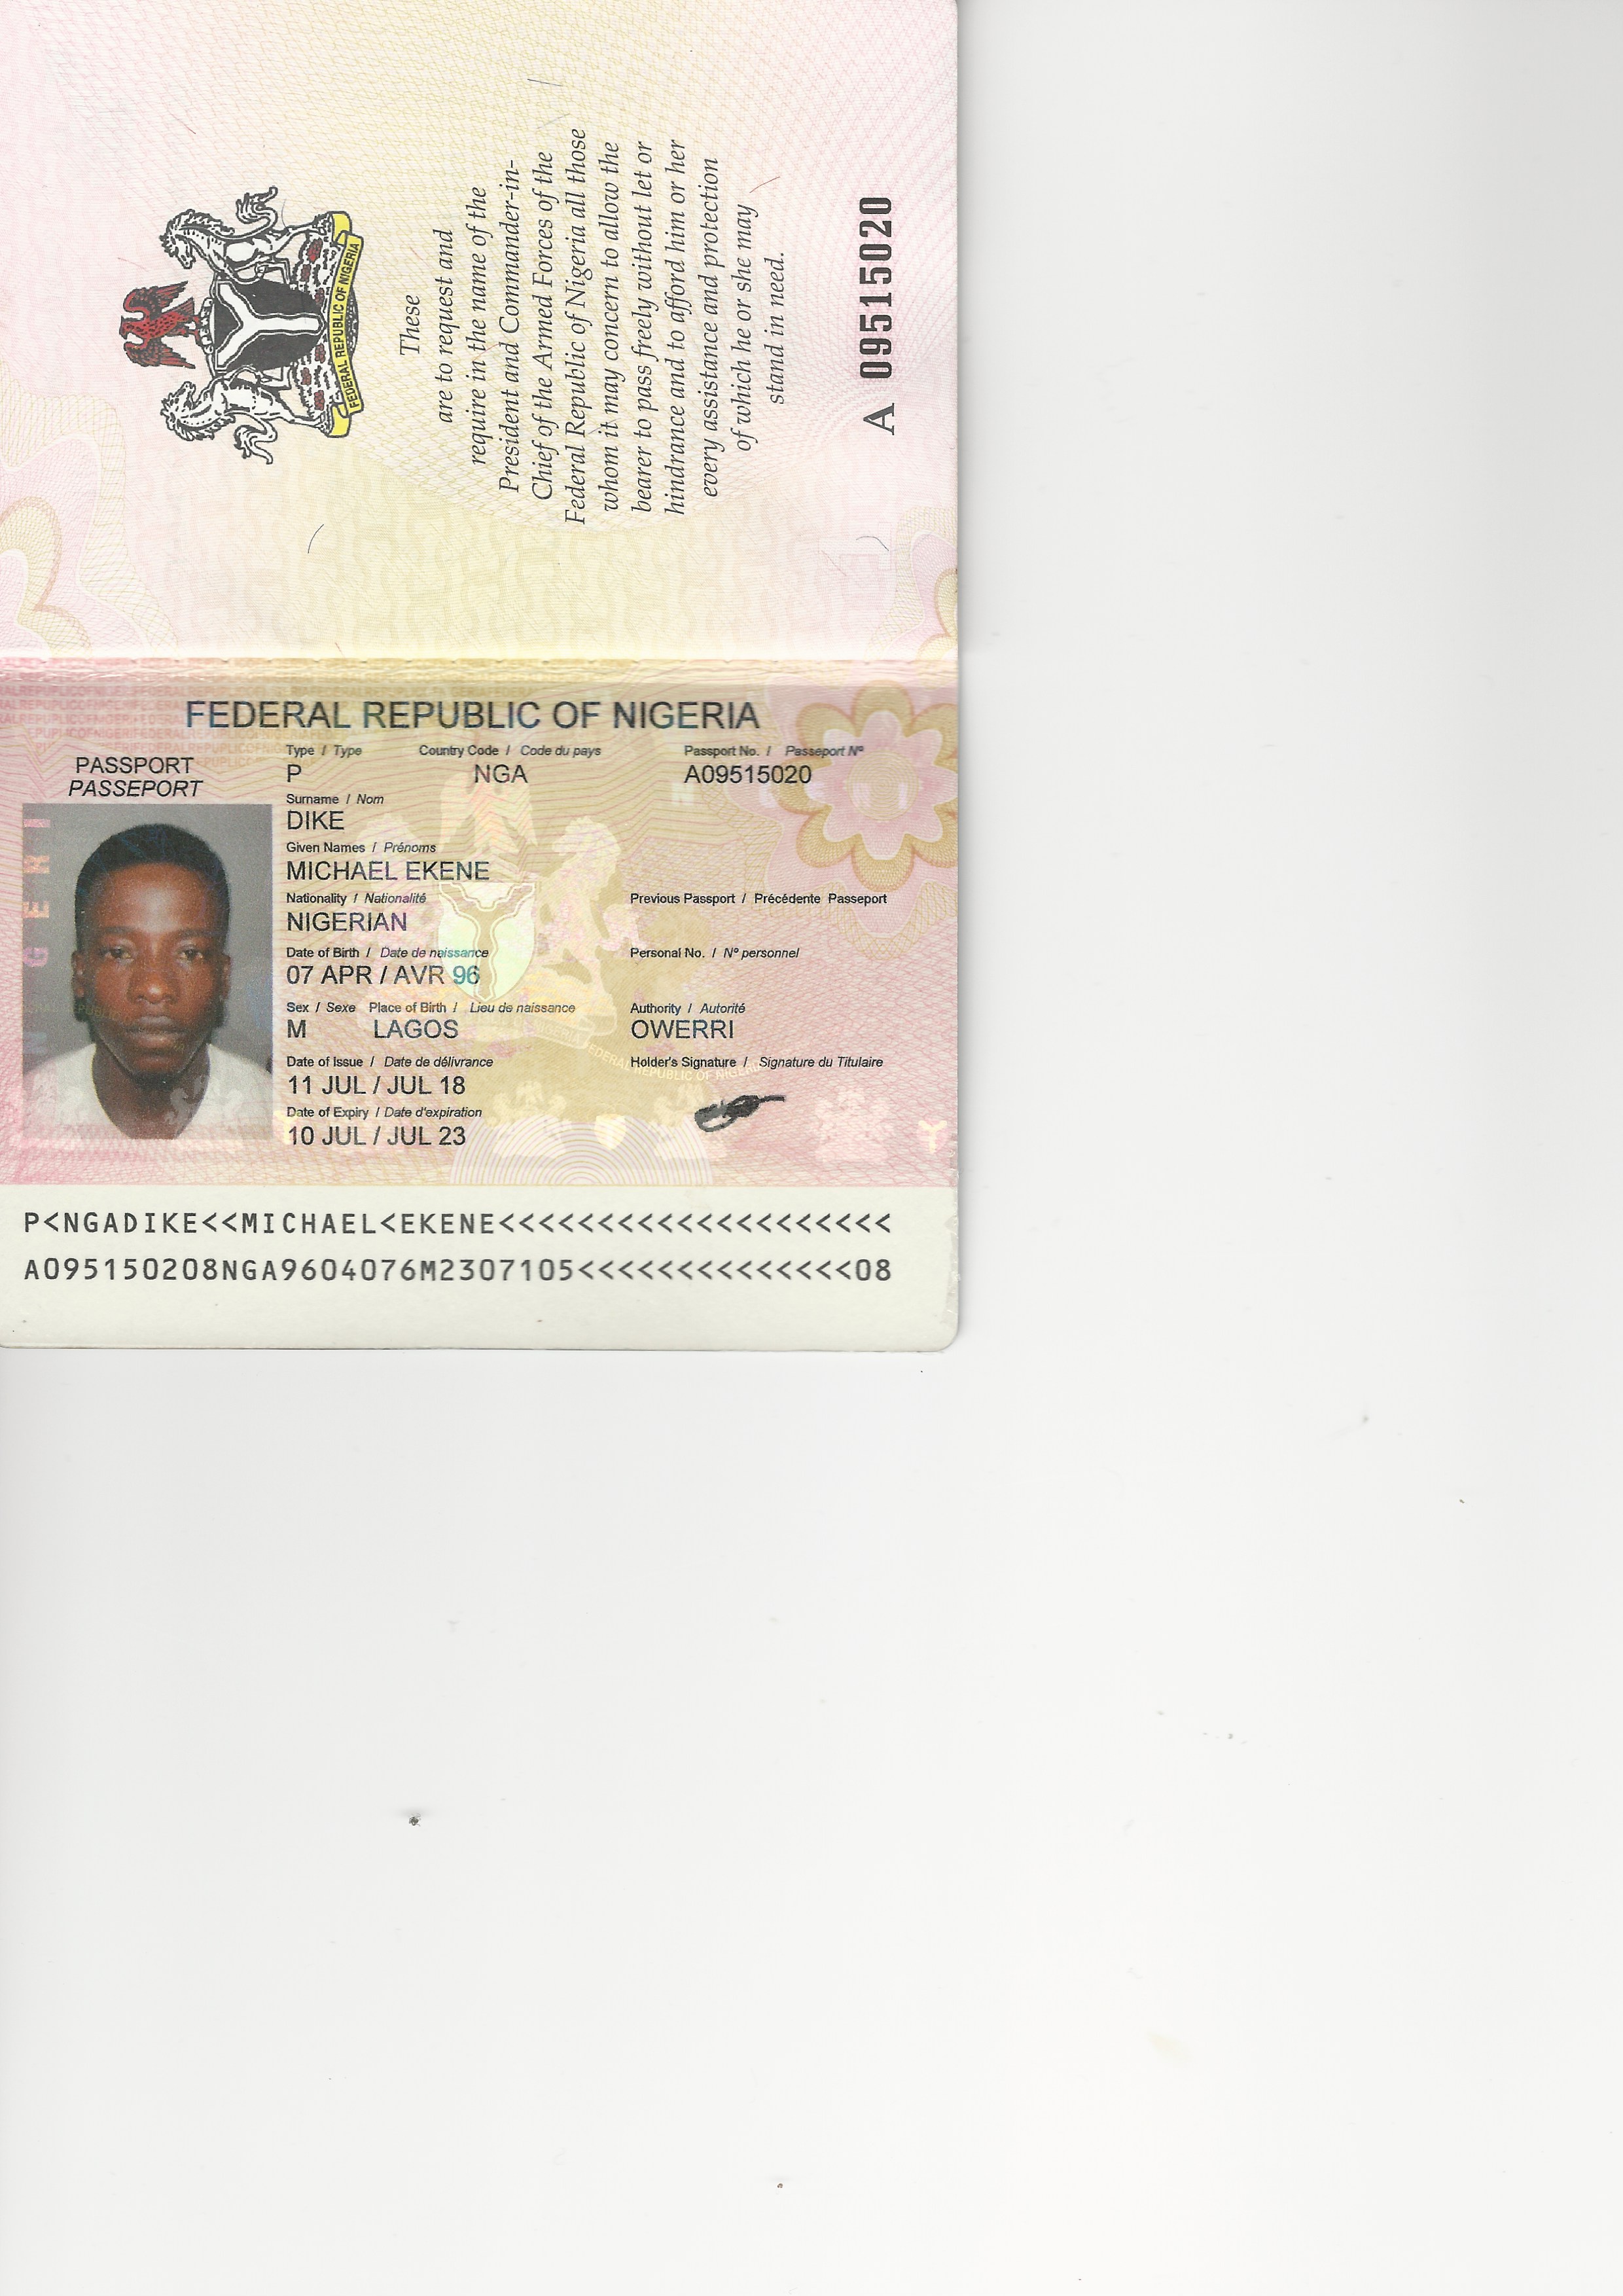 FEDERAL REPUBLIC OF NIGERIA
These
are to request and
require in the name of the
President and Commander-in-
Chief of the Armed Forces of the
Federal Republic of Nigeria all those
whom it may concern to allow the
bearer to pass freely without let or
hindrance and to afford him or her
every assistance and protection
of which he or she may
stand in need.
A 09515020
FEDERAL REPUBLIC OF NIGERIA
PASSPORT
PASSEPORT
Type / Type Country Code / Code du pays Passport No. / Passeport Nº
P NGA A09515020
Surname / Nom
DIKE
Given Names / Prénoms
MICHAEL EKENE
Nationality / Nationalité Previous Passport / Précédente Passeport
NIGERIAN
Date of Birth / Date de naissance Personal No. / Nº personnel
07 APR / AVR 96
Sex / Sexe Place of Birth / Lieu de naissance Authority / Autorité
M LAGOS OWERRI
Date of Issue / Date de délivrance Holder's Signature / Signature du Titulaire
11 JUL / JUL 18
Date of Expiry / Date d'expiration
10 JUL / JUL 23
P<NGADIKE<<MICHAEL<EKENE<<<<<<<<<<<<<<<<<<<<
A095150208NGA9604076M2307105<<<<<<<<<<<<<<08